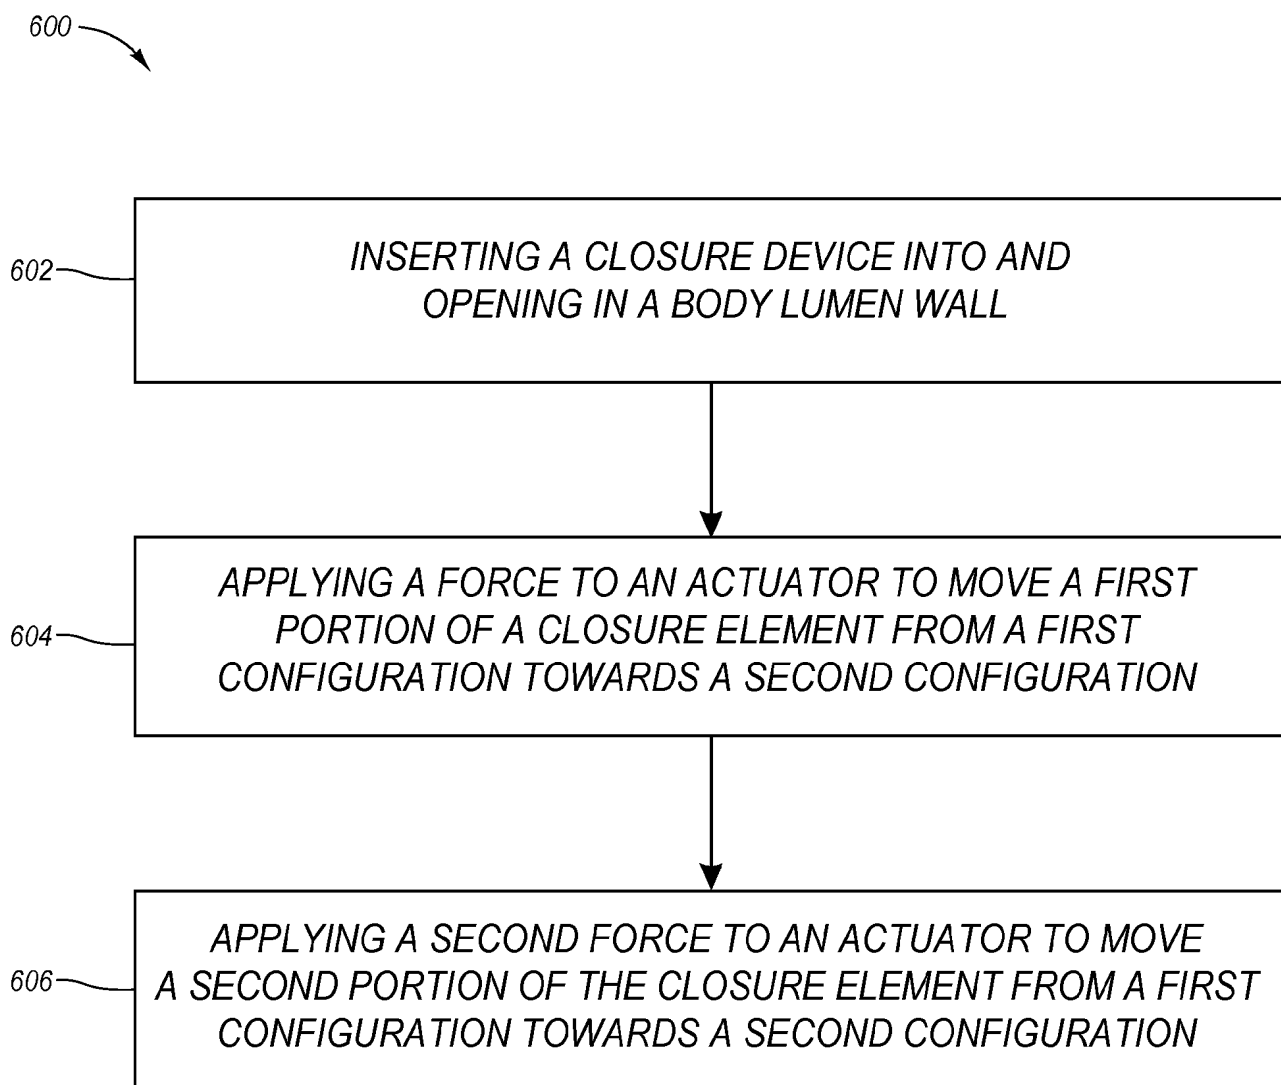 600
602
INSERTING A CLOSURE DEVICE INTO AND
OPENING IN A BODY LUMEN WALL
604
APPLYING A FORCE TO AN ACTUATOR TO MOVE A FIRST
PORTION OF A CLOSURE ELEMENT FROM A FIRST
CONFIGURATION TOWARDS A SECOND CONFIGURATION
606
APPLYING A SECOND FORCE TO AN ACTUATOR TO MOVE
A SECOND PORTION OF THE CLOSURE ELEMENT FROM A FIRST
CONFIGURATION TOWARDS A SECOND CONFIGURATION